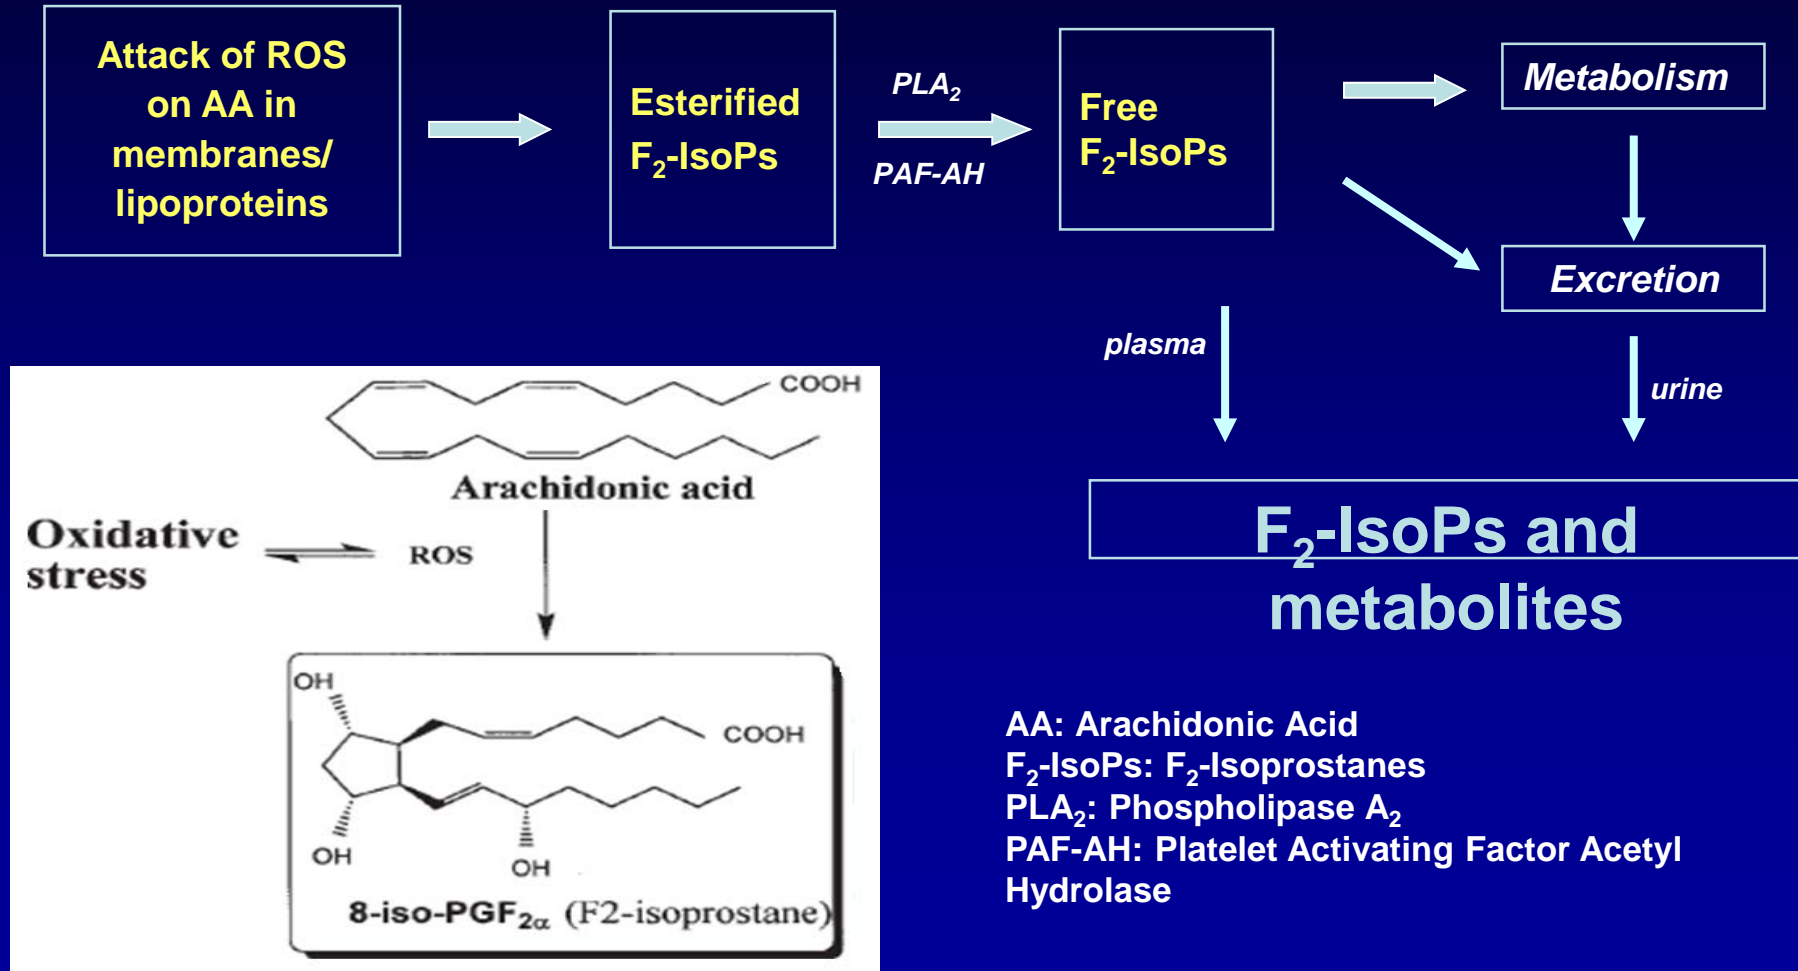 Attack of ROS
on AA in
membranes/
lipoproteins
Esterified
F₂-IsoPs
PLA₂
PAF-AH
Free
F₂-IsoPs
Metabolism
Excretion
plasma
urine
F₂-IsoPs and
metabolites
COOH
Arachidonic acid
Oxidative
stress
ROS
OH
COOH
OH
OH
8-iso-PGF₂α (F2-isoprostane)
AA: Arachidonic Acid
F₂-IsoPs: F₂-Isoprostanes
PLA₂: Phospholipase A₂
PAF-AH: Platelet Activating Factor Acetyl
Hydrolase